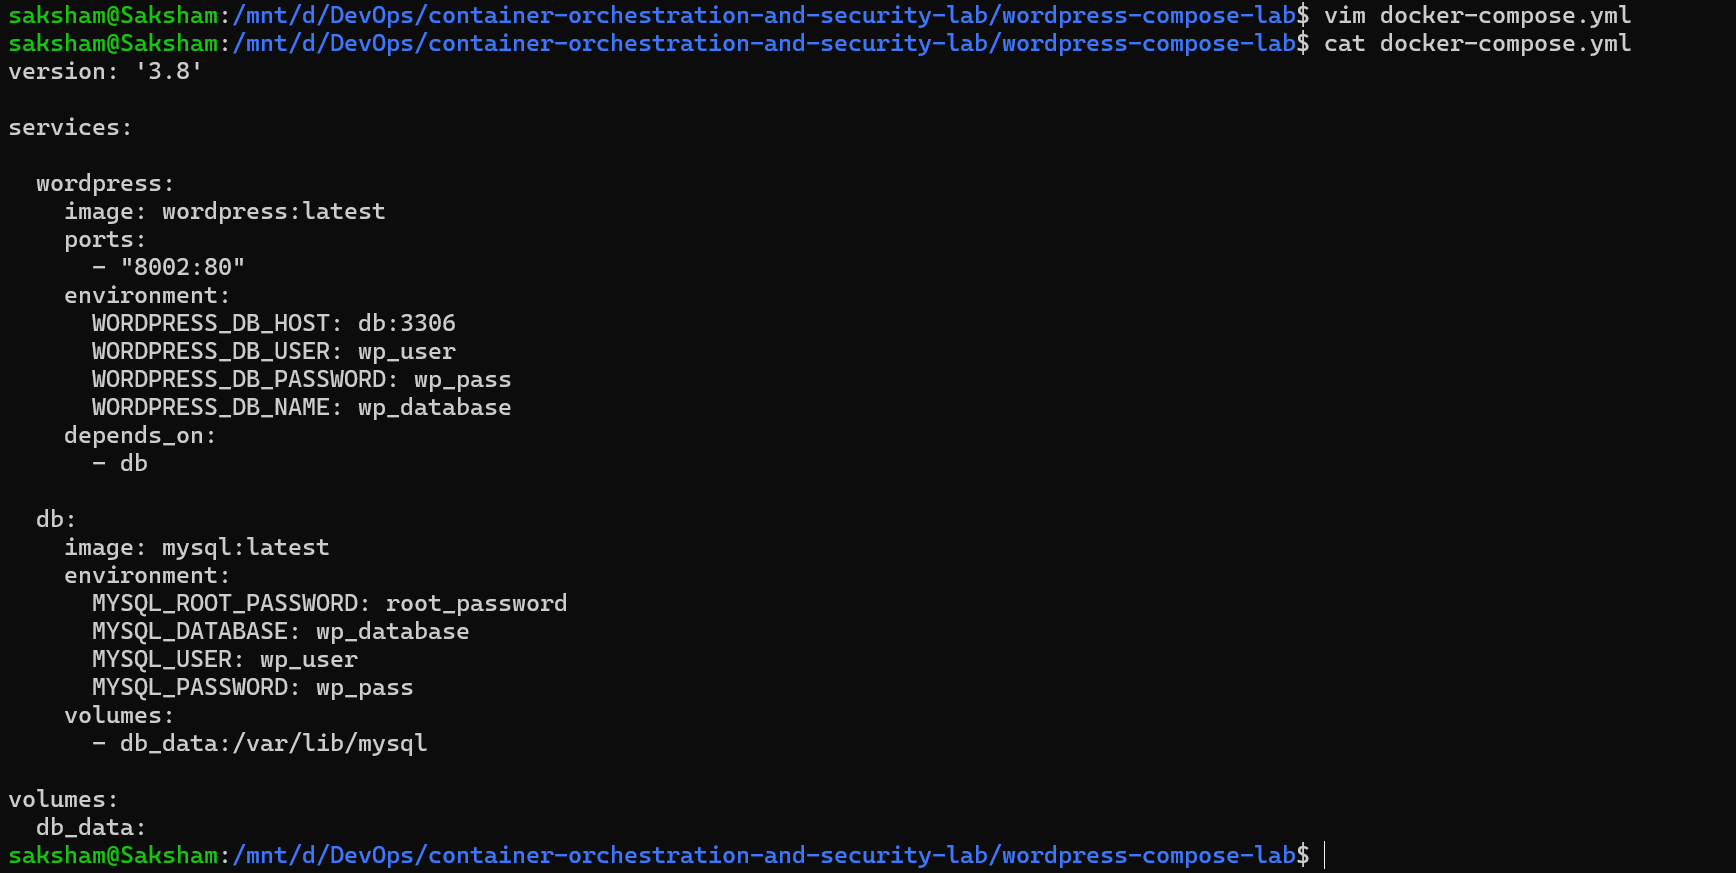 saksham@Saksham:/mnt/d/DevOps/container-orchestration-and-security-lab/wordpress-compose-lab$ vim docker-compose.yml
saksham@Saksham:/mnt/d/DevOps/container-orchestration-and-security-lab/wordpress-compose-lab$ cat docker-compose.yml
version: '3.8'

services:

  wordpress:
    image: wordpress:latest
    ports:
      - "8002:80"
    environment:
      WORDPRESS_DB_HOST: db:3306
      WORDPRESS_DB_USER: wp_user
      WORDPRESS_DB_PASSWORD: wp_pass
      WORDPRESS_DB_NAME: wp_database
    depends_on:
      - db

  db:
    image: mysql:latest
    environment:
      MYSQL_ROOT_PASSWORD: root_password
      MYSQL_DATABASE: wp_database
      MYSQL_USER: wp_user
      MYSQL_PASSWORD: wp_pass
    volumes:
      - db_data:/var/lib/mysql

volumes:
  db_data:
saksham@Saksham:/mnt/d/DevOps/container-orchestration-and-security-lab/wordpress-compose-lab$